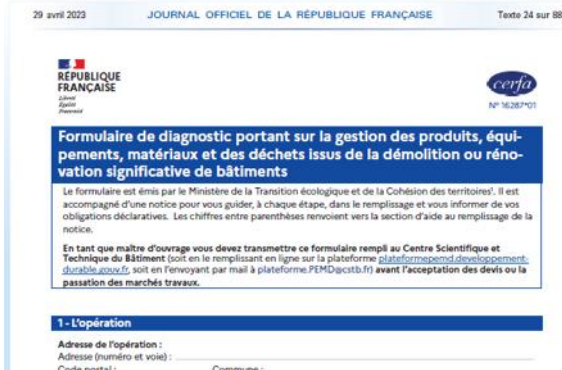 29 avril 2023
JOURNAL OFFICIEL DE LA RÉPUBLIQUE FRANÇAISE
Texte 24 sur 88
RÉPUBLIQUE
FRANÇAISE
Liberté
Égalité
Fraternité
cerfa
N° 16287*01
Formulaire de diagnostic portant sur la gestion des produits, équi-
pements, matériaux et des déchets issus de la démolition ou réno-
vation significative de bâtiments
Le formulaire est émis par le Ministère de la Transition écologique et de la Cohésion des territoires¹. Il est
accompagné d'une notice pour vous guider, à chaque étape, dans le remplissage et vous informer de vos
obligations déclaratives. Les chiffres entre parenthèses renvoient vers la section d'aide au remplissage de la
notice.
En tant que maître d'ouvrage vous devez transmettre ce formulaire rempli au Centre Scientifique et
Technique du Bâtiment (soit en le remplissant en ligne sur la plateforme plateformepemd.developpement-
durable.gouv.fr, soit en l'envoyant par mail à plateforme.PEMD@cstb.fr) avant l'acceptation des devis ou la
passation des marchés travaux.
1 - L'opération
Adresse de l'opération :
Adresse (numéro et voie) :
Code postal : Commune :